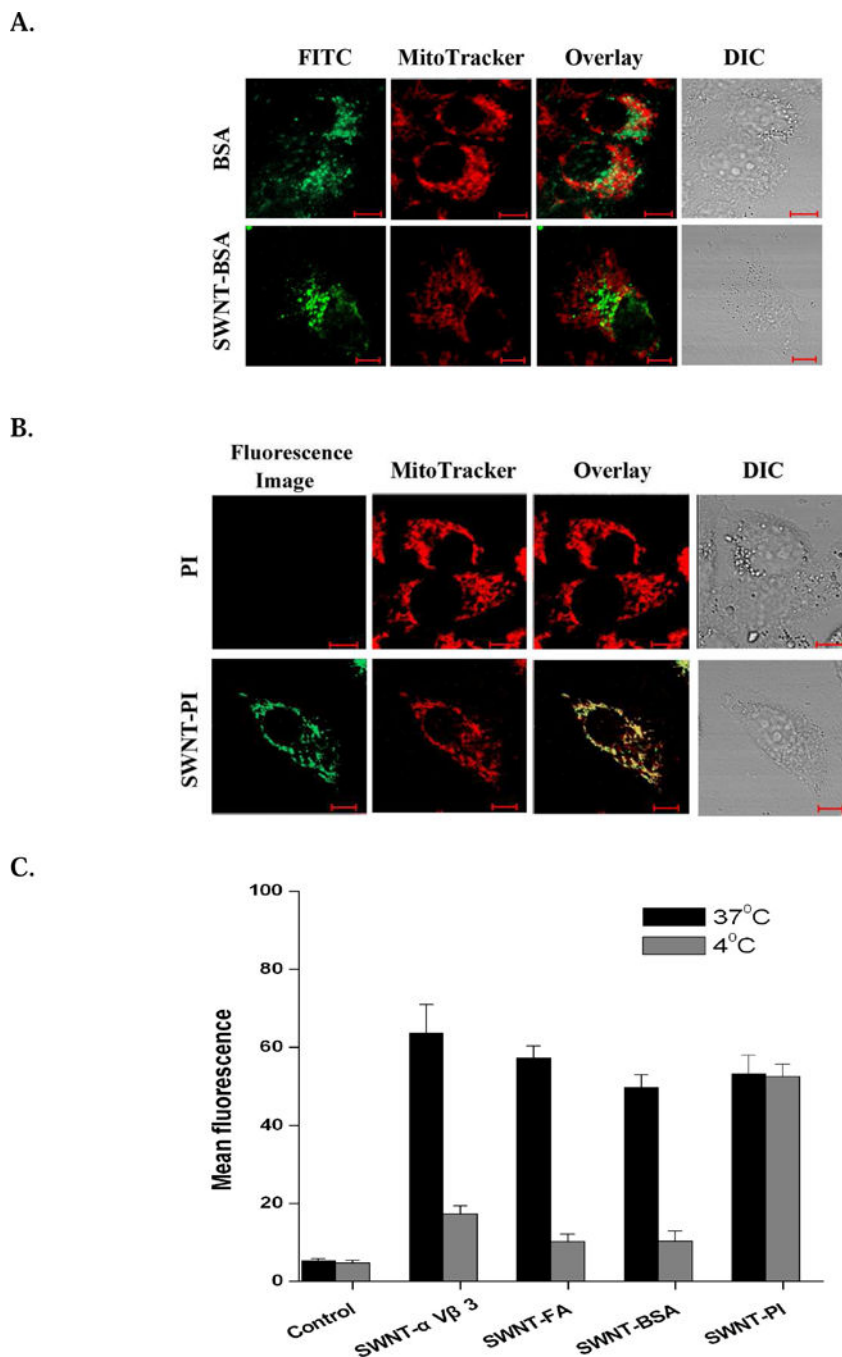 A.
FITC MitoTracker Overlay DIC
BSA
SWNT-BSA
B.
Fluorescence
Image MitoTracker Overlay DIC
PI
SWNT-PI
C.
100
80
60
40
20
0
Mean fluorescence
37°C
4°C
Control SWNT-α Vβ 3 SWNT-FA SWNT-BSA SWNT-PI